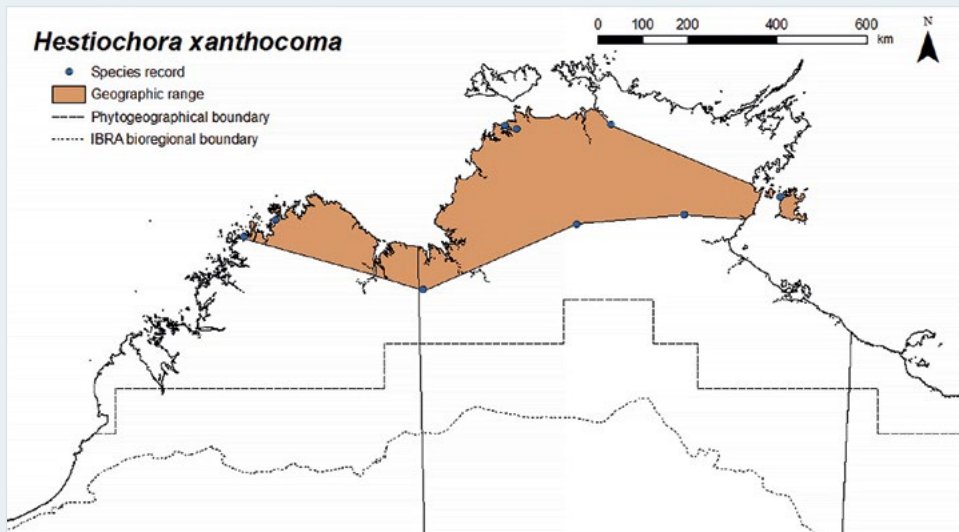 Hestiochora xanthocoma
Species record
Geographic range
Phytogeographical boundary
IBRA bioregional boundary
0 100 200 400 600
km
N